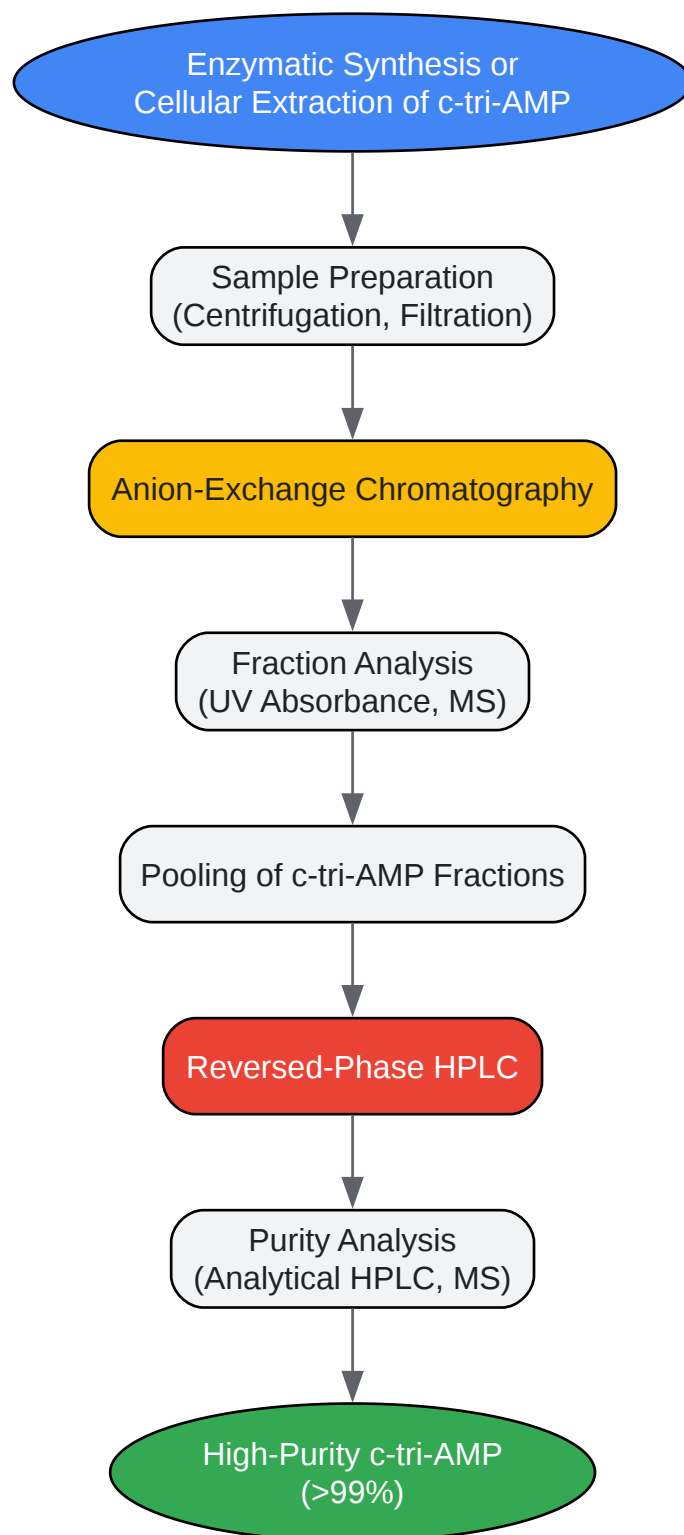 Enzymatic Synthesis or
Cellular Extraction of c-tri-AMP
Sample Preparation
(Centrifugation, Filtration)
Anion-Exchange Chromatography
Fraction Analysis
(UV Absorbance, MS)
Pooling of c-tri-AMP Fractions
Reversed-Phase HPLC
Purity Analysis
(Analytical HPLC, MS)
High-Purity c-tri-AMP
(>99%)